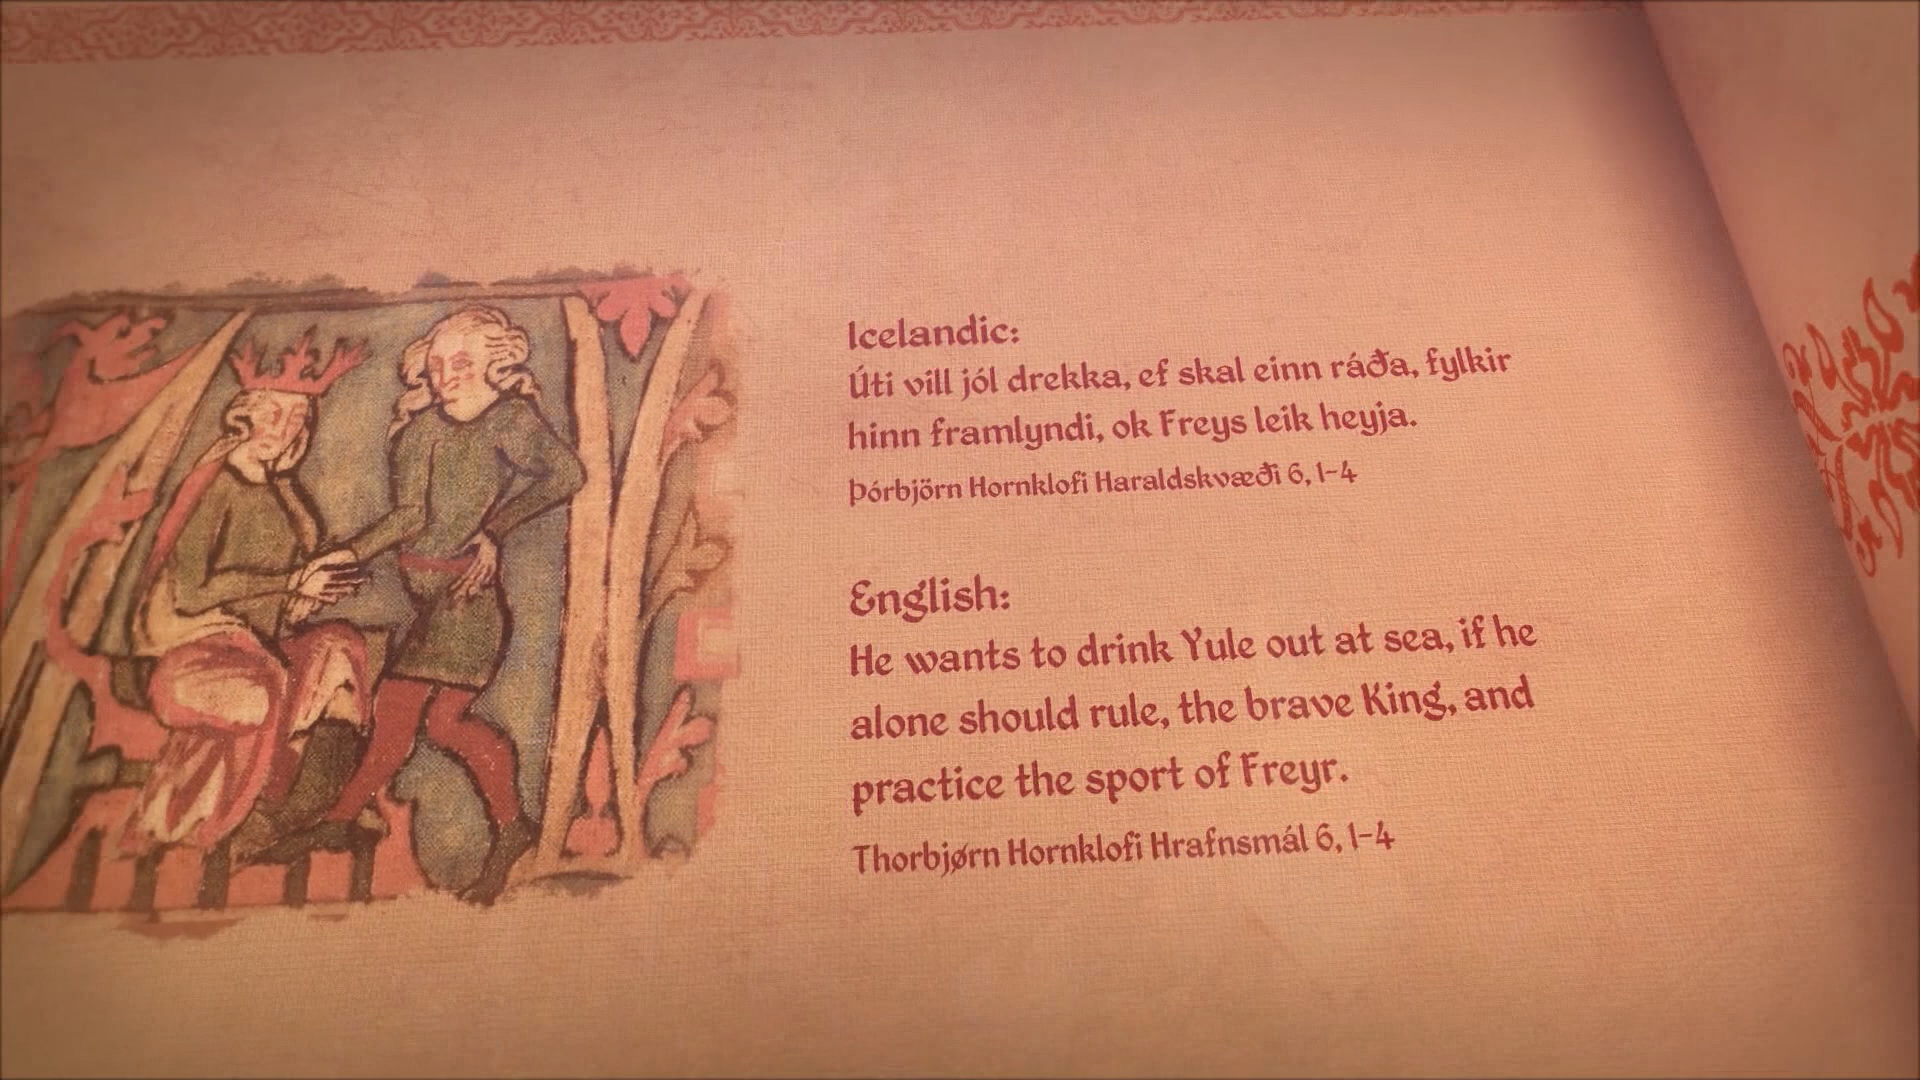 Icelandic:
Úti vill jól drekka, ef skal einn ráða, fylkir
hinn framlyndi, ok Freys leik heyja.
Þórbjörn Hornklofi Haraldskvæði 6, 1-4
English:
He wants to drink Yule out at sea, if he
alone should rule, the brave King, and
practice the sport of Freyr.
Thorbjørn Hornklofi Hrafnsmál 6, 1-4